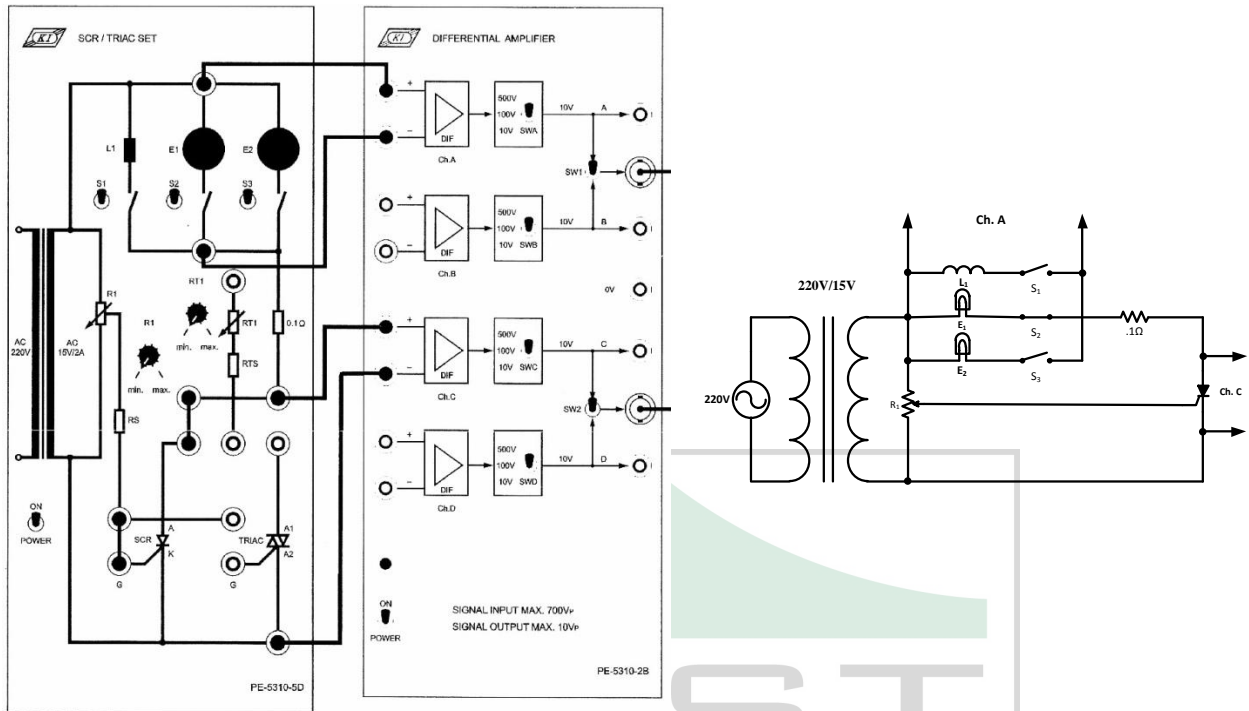 KI SCR / TRIAC SET
L1
E1
E2
S1
S2
S3
RT1
R1
R1
RT1
0.1Ω
AC
220V
AC
15V/2A
min.
max.
min.
max.
RTS
RS
ON
POWER
A
SCR
K
G
TRIAC
A1
A2
G
PE-5310-5D
KI DIFFERENTIAL AMPLIFIER
+
−
DIF
Ch.A
500V
100V
10V SWA
10V
A
SW1
+
−
DIF
Ch.B
500V
100V
10V SWB
10V
B
0V
+
−
DIF
Ch.C
500V
100V
10V SWC
10V
C
SW2
+
−
DIF
Ch.D
500V
100V
10V SWD
10V
D
ON
POWER
SIGNAL INPUT MAX. 700VP
SIGNAL OUTPUT MAX. 10VP
PE-5310-2B
Ch. A
220V/15V
L1
S1
E1
S2
.1Ω
E2
S3
220V
R1
Ch. C
ST